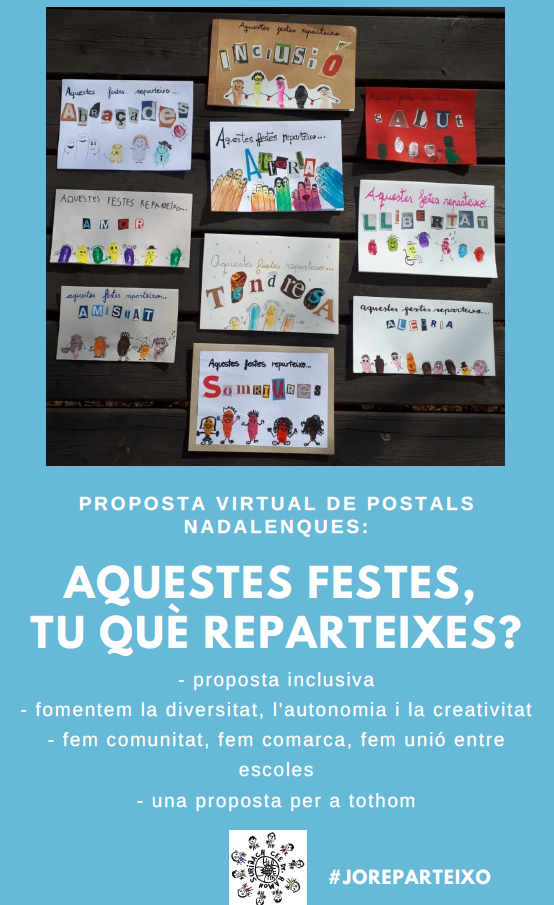 Aquestes festes reparteixo...
INCLUSIÓ
Aquestes festes reparteixo...
Abraçades
Aquestes festes reparteixo...
SALUt
Aquestes festes reparteixo...
ALEGRIA
AQUESTES FESTES REPARTEIXO...
AMOR
Aquestes festes reparteixo...
LLIBERTAT
Aquestes festes reparteixo...
TENdRESA
aquestes festes reparteixo...
AMISTAT
aquestes festes reparteixo...
ALEGRIA
Aquestes festes reparteixo...
SomRIURES
PROPOSTA VIRTUAL DE POSTALS
NADALENQUES:
AQUESTES FESTES,
TU QUÈ REPARTEIXES?
- proposta inclusiva
- fomentem la diversitat, l'autonomia i la creativitat
- fem comunitat, fem comarca, fem unió entre
escoles
- una proposta per a tothom
#JOREPARTEIXO